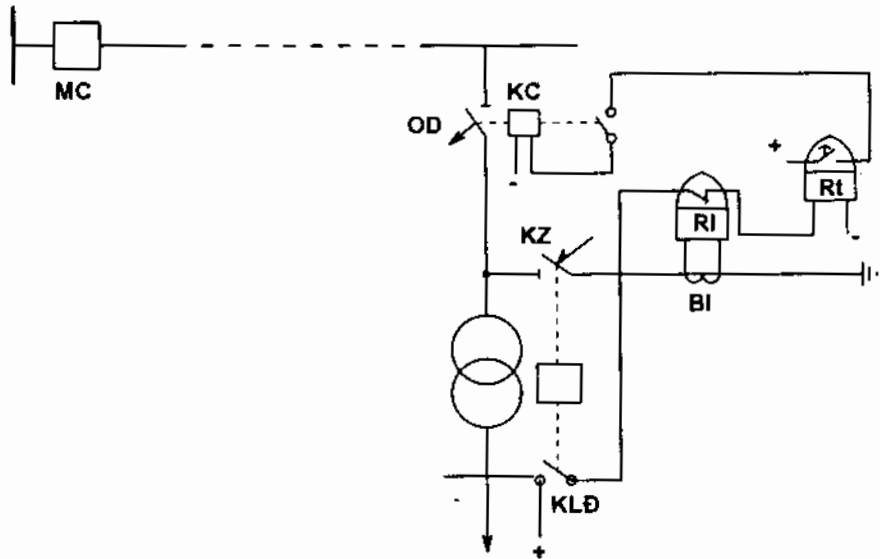 MC
KC
OD
+
Rt
-
RI
-
KZ
BI
-
KLĐ
+